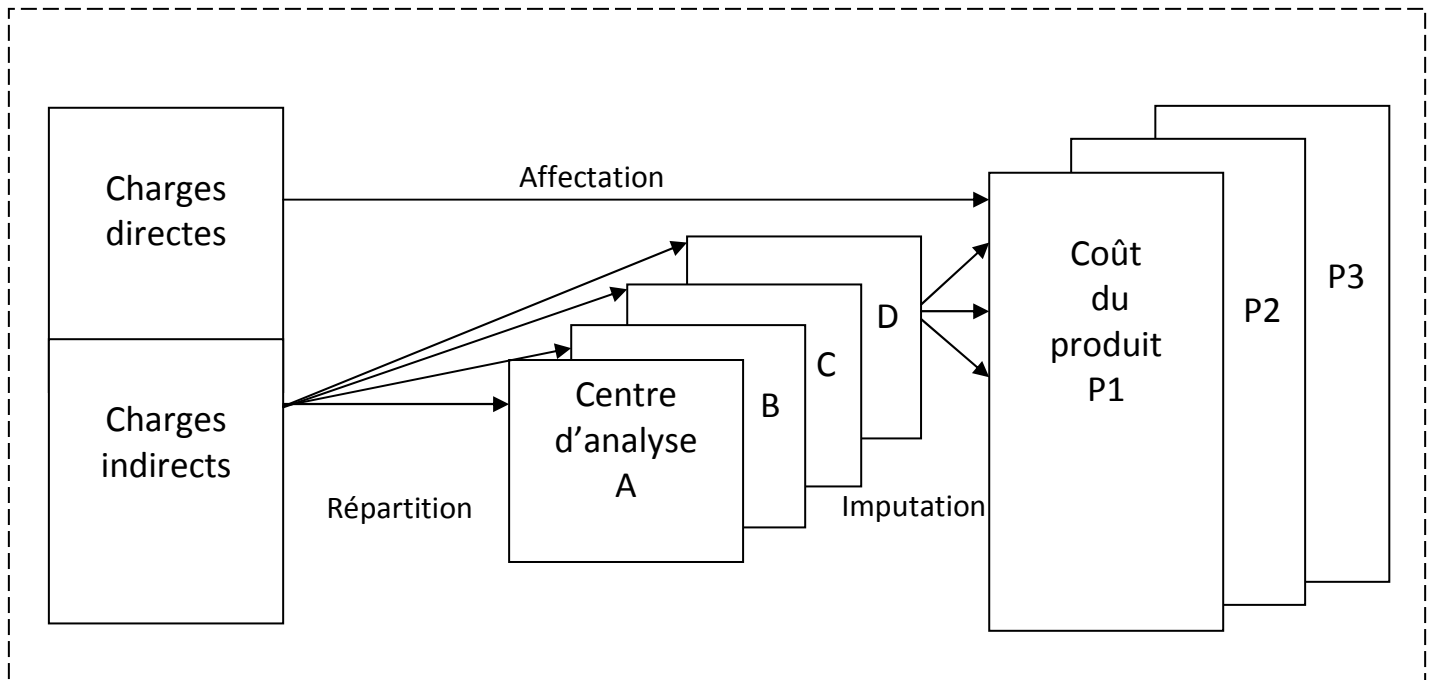 Charges
directes
Affectation
Charges
indirects
Répartition
Centre
d’analyse
A
B
C
D
Imputation
Coût
du
produit
P1
P2
P3